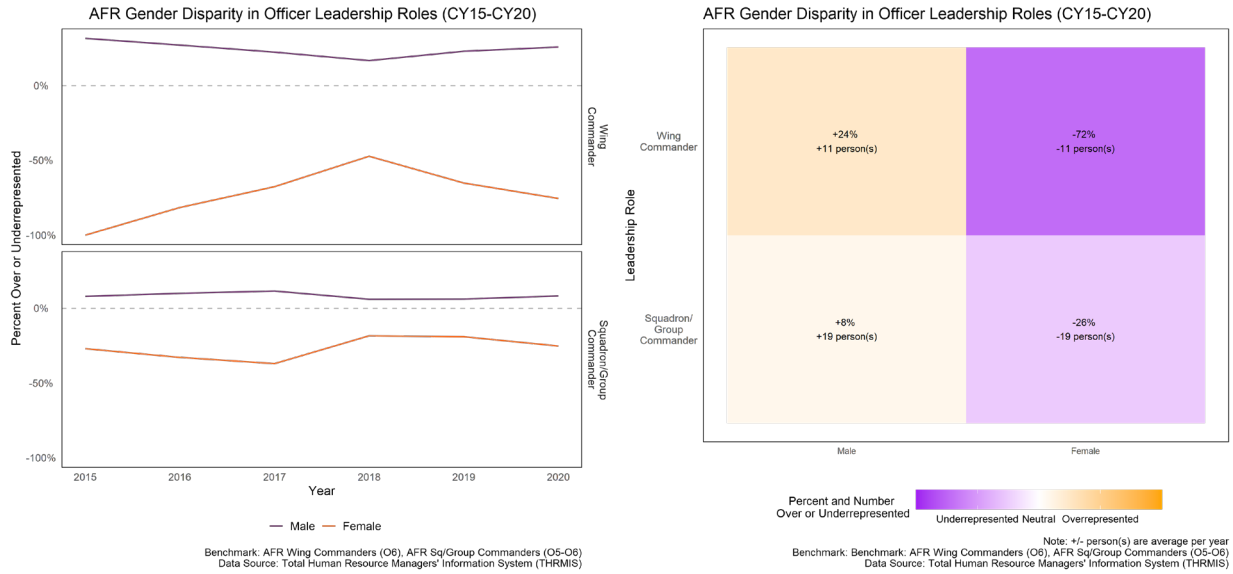 AFR Gender Disparity in Officer Leadership Roles (CY15-CY20)
Percent Over or Underrepresented
0%
-50%
-100%
Wing
Commander
0%
-50%
-100%
Squadron/Group
Commander
2015 2016 2017 2018 2019 2020
Year
Male Female
Benchmark: AFR Wing Commanders (O6), AFR Sq/Group Commanders (O5-O6)
Data Source: Total Human Resource Managers' Information System (THRMIS)
AFR Gender Disparity in Officer Leadership Roles (CY15-CY20)
Leadership Role
Wing
Commander
+24%
+11 person(s)
-72%
-11 person(s)
Squadron/
Group
Commander
+8%
+19 person(s)
-26%
-19 person(s)
Male Female
Percent and Number
Over or Underrepresented
Underrepresented Neutral Overrepresented
Note: +/- person(s) are average per year
Benchmark: Benchmark: AFR Wing Commanders (O6), AFR Sq/Group Commanders (O5-O6)
Data Source: Total Human Resource Managers' Information System (THRMIS)